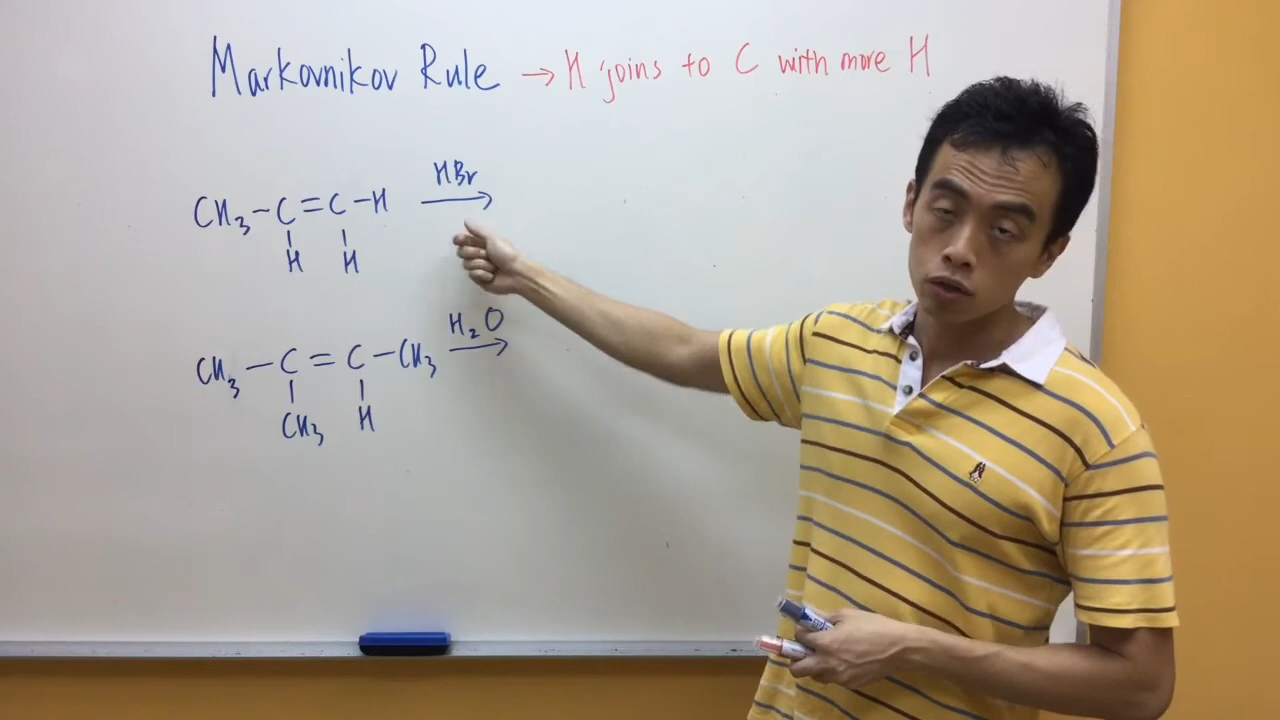 Markovnikov Rule → H joins to C with more H
HBr
CH₃–C=C–H →
H H
H₂O
CH₃–C=C–CH₃ →
CH₃ H